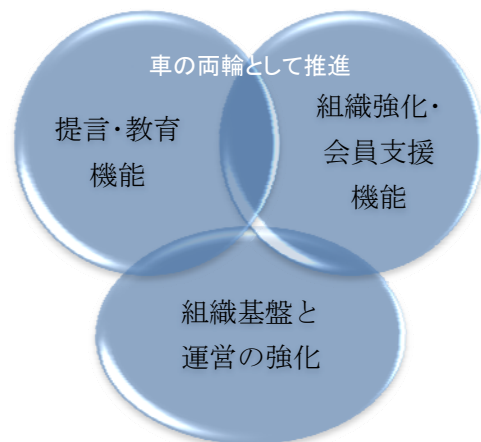 車の両輪として推進
提言・教育
機能
組織強化・
会員支援
機能
組織基盤と
運営の強化